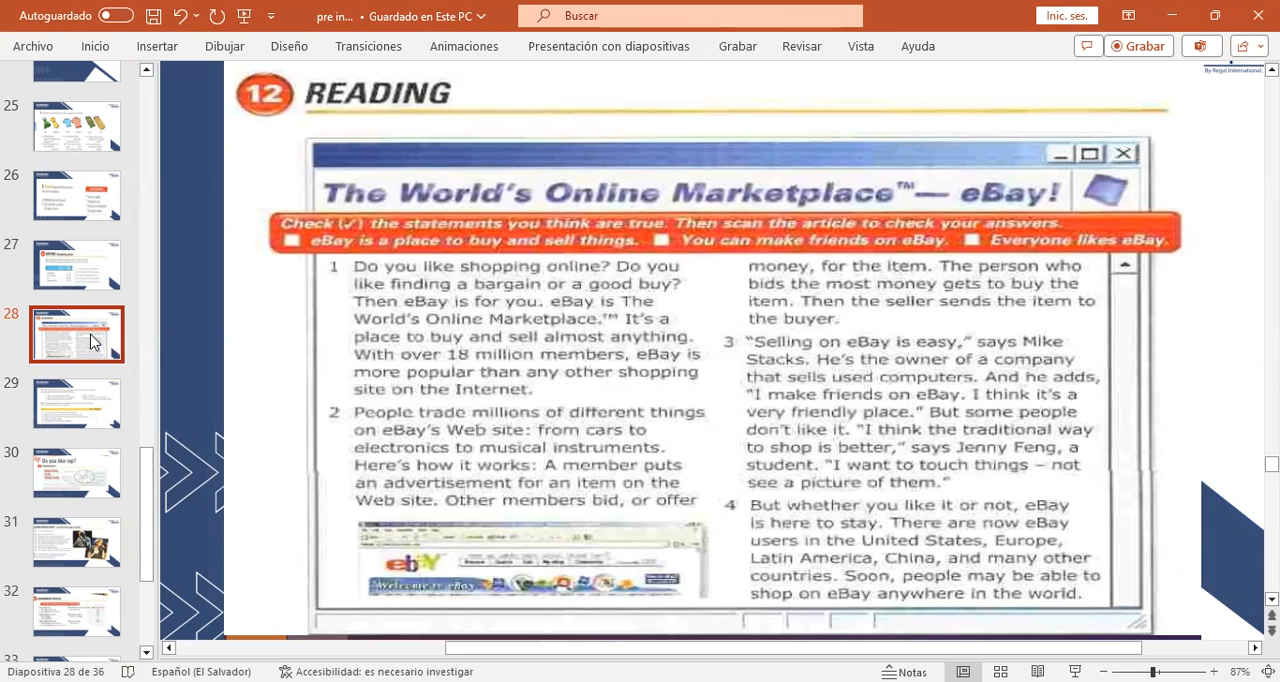 Autoguardado
pre in... • Guardado en Este PC
Buscar
Inic. ses.
Archivo Inicio Insertar Dibujar Diseño Transiciones Animaciones Presentación con diapositivas Grabar Revisar Vista Ayuda
Grabar
25
26
27
28
29
30
31
32
33
By Regal International,
12 READING
The World's Online Marketplace™— eBay!
Check (✓) the statements you think are true. Then scan the article to check your answers.
eBay is a place to buy and sell things. You can make friends on eBay. Everyone likes eBay.
1 Do you like shopping online? Do you
like finding a bargain or a good buy?
Then eBay is for you. eBay is The
World's Online Marketplace.™ It's a
place to buy and sell almost anything.
With over 18 million members, eBay is
more popular than any other shopping
site on the Internet.
2 People trade millions of different things
on eBay's Web site: from cars to
electronics to musical instruments.
Here's how it works: A member puts
an advertisement for an item on the
Web site. Other members bid, or offer
ebY
Welcome to eBay
money, for the item. The person who
bids the most money gets to buy the
item. Then the seller sends the item to
the buyer.
3 "Selling on eBay is easy," says Mike
Stacks. He's the owner of a company
that sells used computers. And he adds,
"I make friends on eBay. I think it's a
friendly place." But some people
don't like it. "I think the traditional way
to shop is better," says Jenny Feng, a
student. "I want to touch things – not
see a picture of them."
4 But whether you like it or not, eBay
is here to stay. There are now eBay
users in the United States, Europe,
Latin America, China, and many other
countries. Soon, people may be able to
shop on eBay anywhere in the world.
Diapositiva 28 de 36 Español (El Salvador) Accesibilidad: es necesario investigar Notas 87%